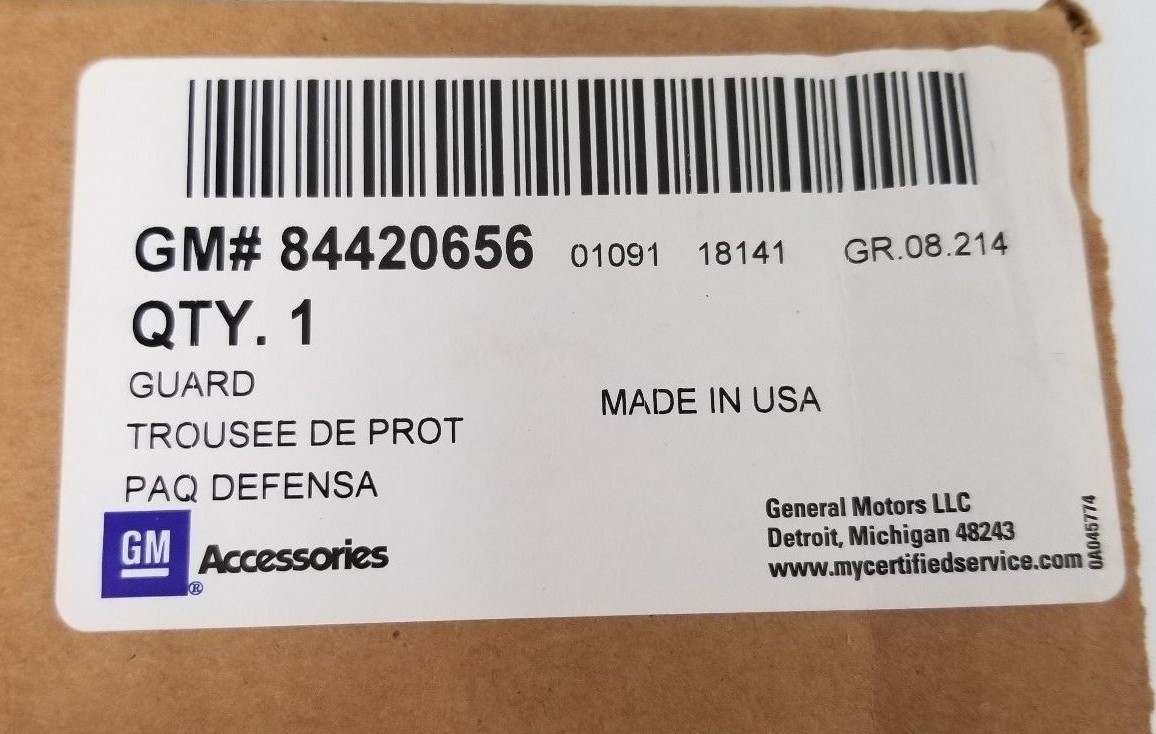 GM# 84420656 01091 18141 GR.08.214
QTY. 1
GUARD
MADE IN USA
TROUSEE DE PROT
PAQ DEFENSA
GM
® Accessories
General Motors LLC
Detroit, Michigan 48243
www.mycertifiedservice.com
0A045774